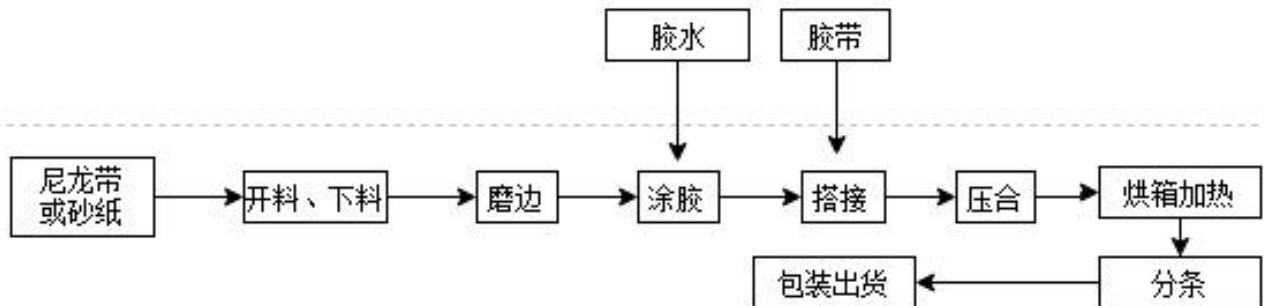 胶水
胶带
尼龙带
或砂纸
开料、下料
磨边
涂胶
搭接
压合
烘箱加热
分条
包装出货